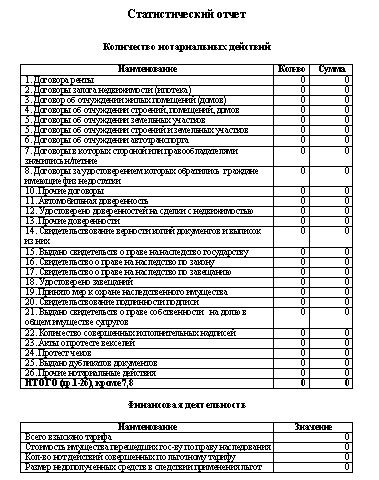 Статистический отчет
Количество нотариальных действий
Наименование Кол-во Сумма
1. Договора ренты 0 0
2. Договоры залога недвижимости (ипотека) 0 0
3. Договор об отчуждении жилых помещений (домов) 0 0
4. Договоры об отчуждении строений, помещений, домов 0 0
5. Договоры об отчуждении земельных участков 0 0
5. Договоры об отчуждении строений и земельных участков 0 0
6. Договоры об отчуждении автотранспорта 0 0
7. Договоры в которых стороной или правообладателями 0 0
значились н/летние
8. Договоры за удостоверением которых обратились граждане 0 0
имеющие физ недостатки
10. Прочие договоры 0 0
11. Автомобильная доверенность 0 0
12. Удостоверено доверенностей на сделки с недвижимостью 0 0
13. Прочие доверенности 0 0
14. Свидетельствование верности копий документов и выписок 0 0
из них
15. Выдано свидетельств о праве на наследство государству 0 0
16. Свидетельство о праве на наследство по закону 0 0
17. Свидетельство о праве на наследство по завещанию 0 0
18. Удостоверено завещаний 0 0
19. Принято мер к охране наследственного имущества 0 0
20. Свидетельствование подлинности подписи 0 0
21. Выдано свидетельств о праве собственности на долю в 0 0
общем имуществе супругов
22. Количество совершенных исполнительных надписей 0 0
23. Акты о протесте векселей 0 0
24. Протест чеков 0 0
25. Выдано дубликатов документов 0 0
26. Прочие нотариальные действия 0 0
ИТОГО (гр.1-26), кроме 7,8 0 0
Финансовая деятельность
Наименование Значение
Всего взыскано тарифа 0
Стоимость имущества перешедших гос-ву по праву наследования 0
Кол-во нот действий совершенных по льготному тарифу 0
Размер недополученных средств в следствии применения льгот 0